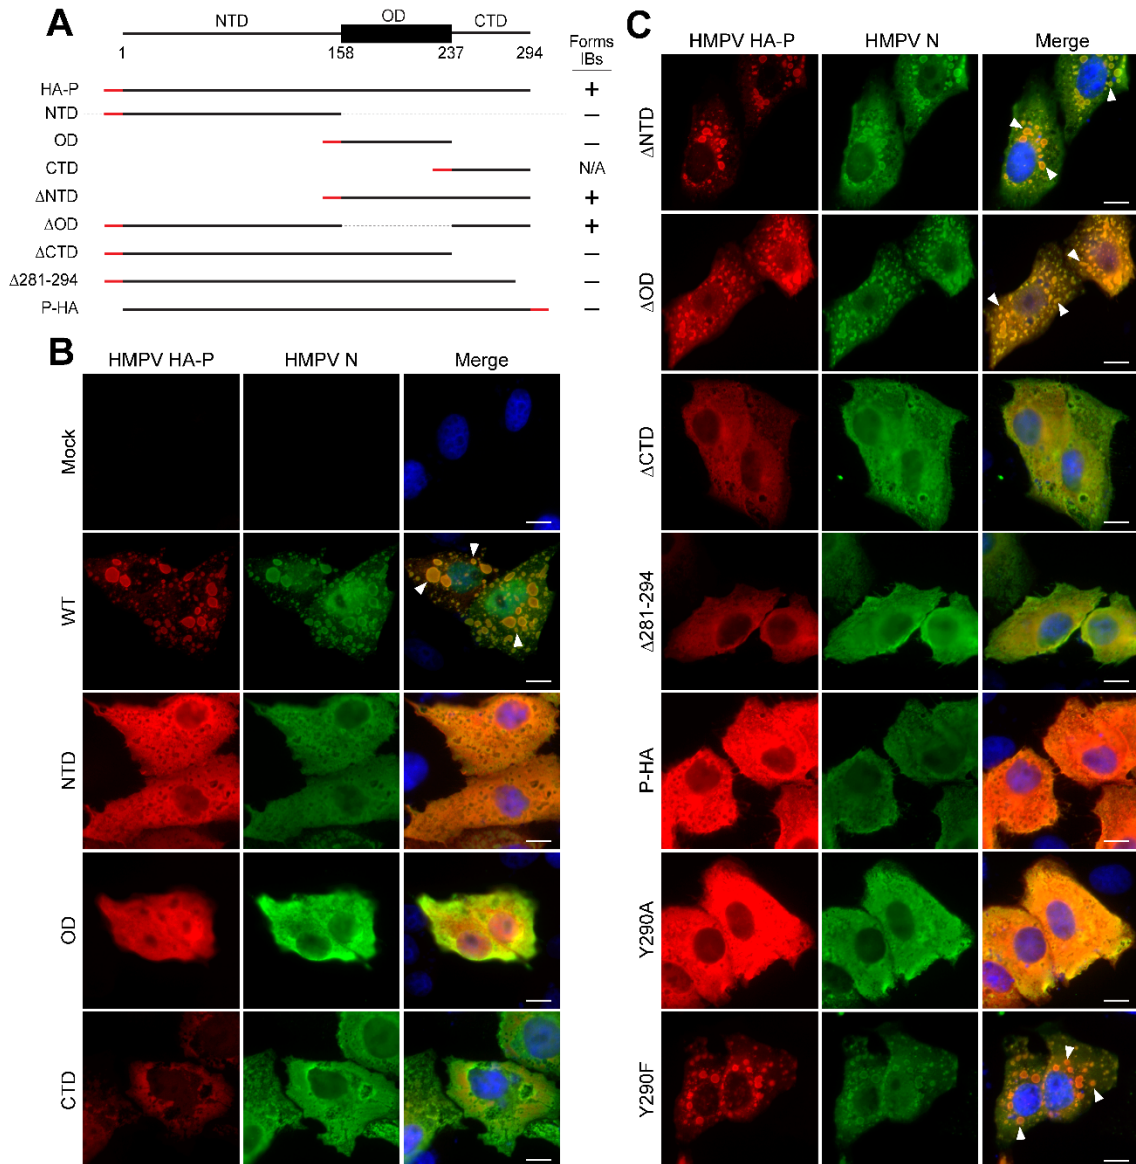 A
NTD OD CTD
1 158 237 294
Forms
IBs
HA-P +
NTD –
OD –
CTD N/A
ΔNTD +
ΔOD +
ΔCTD –
Δ281-294 –
P-HA –
B
HMPV HA-P HMPV N Merge
Mock
WT
NTD
OD
CTD
C
HMPV HA-P HMPV N Merge
ΔNTD
ΔOD
ΔCTD
Δ281-294
P-HA
Y290A
Y290F